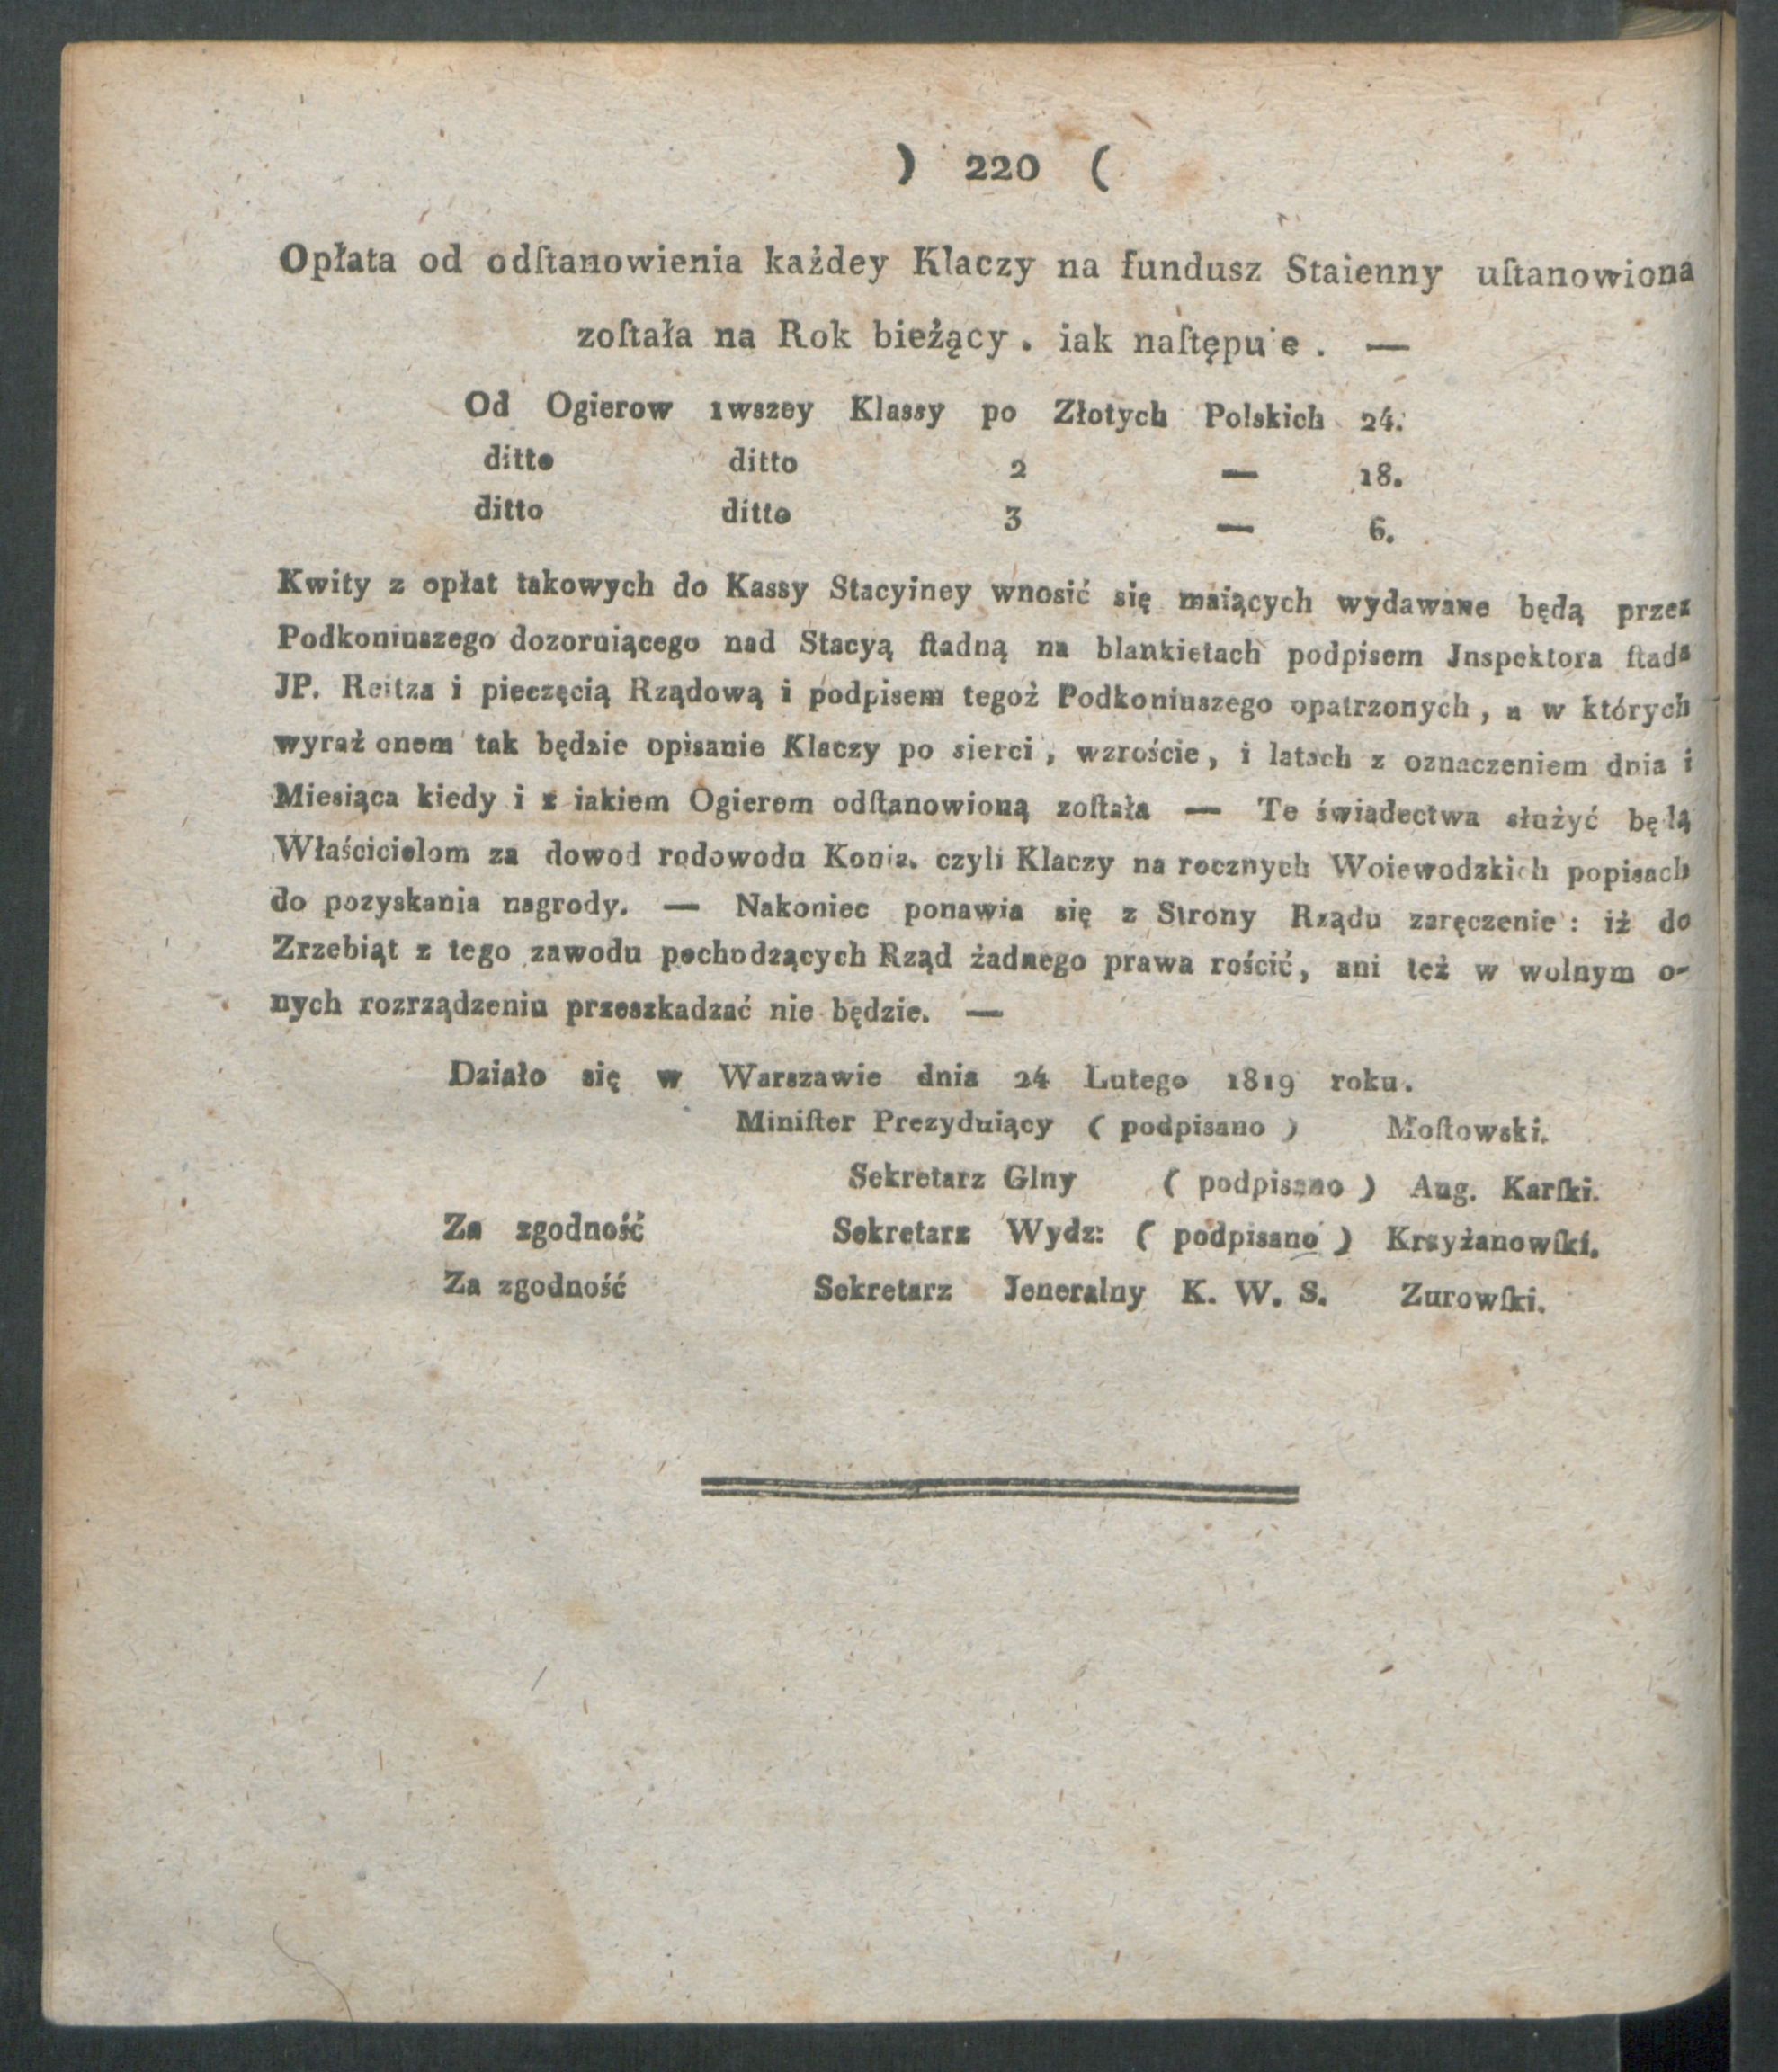 ) 220 (
Opłata od odſtanowienia każdey Klaczy na fundusz Staienny uſtanowiona
zoſtała na Rok bieżący . iak naſtępu e . —
Od Ogierow 1wszey Klassy po Złotych Polskich 24.
ditto ditto 2 — 18.
ditto ditto 3 — 6.
Kwity z opłat takowych do Kassy Stacyiney wnosić się maiących wydawane będą przez
Podkoniuszego dozoruiącego nad Stacyą ſtadną na blankietach podpisem Jnspektora ſtada
JP. Reitza i pieczęcią Rządową i podpisem tegoż Podkoniuszego opatrzonych , a w których
wyraż onem tak będzie opisanie Klaczy po sierci , wzroście, i latach z oznaczeniem dnia i
Miesiąca kiedy i z iakiem Ogierem odſtanowioną zoſtała — Te świadectwa służyć będą
Właścicielom za dowod rodowodu Konia. czyli Klaczy na rocznych Woiewodzkich popisach
do pozyskania nagrody. — Nakoniec ponawia się z Strony Rządu zaręczenie : iż do
Zrzebiąt z tego zawodu pochodzących Rząd żadnego prawa rościć, ani też w wolnym o-
nych rozrządzeniu przeszkadzać nie będzie. —
Działo się w Warszawie dnia 24 Lutego 1819 roku.
Miniſter Prezyduiący ( podpisano ) Moſtowski.
Sekretarz Glny ( podpisano ) Aug. Karſki.
Za zgodność Sekretarz Wydz: ( podpisano ) Krzyżanowſki.
Za zgodność Sekretarz Jeneralny K. W. S. Zurowſki.